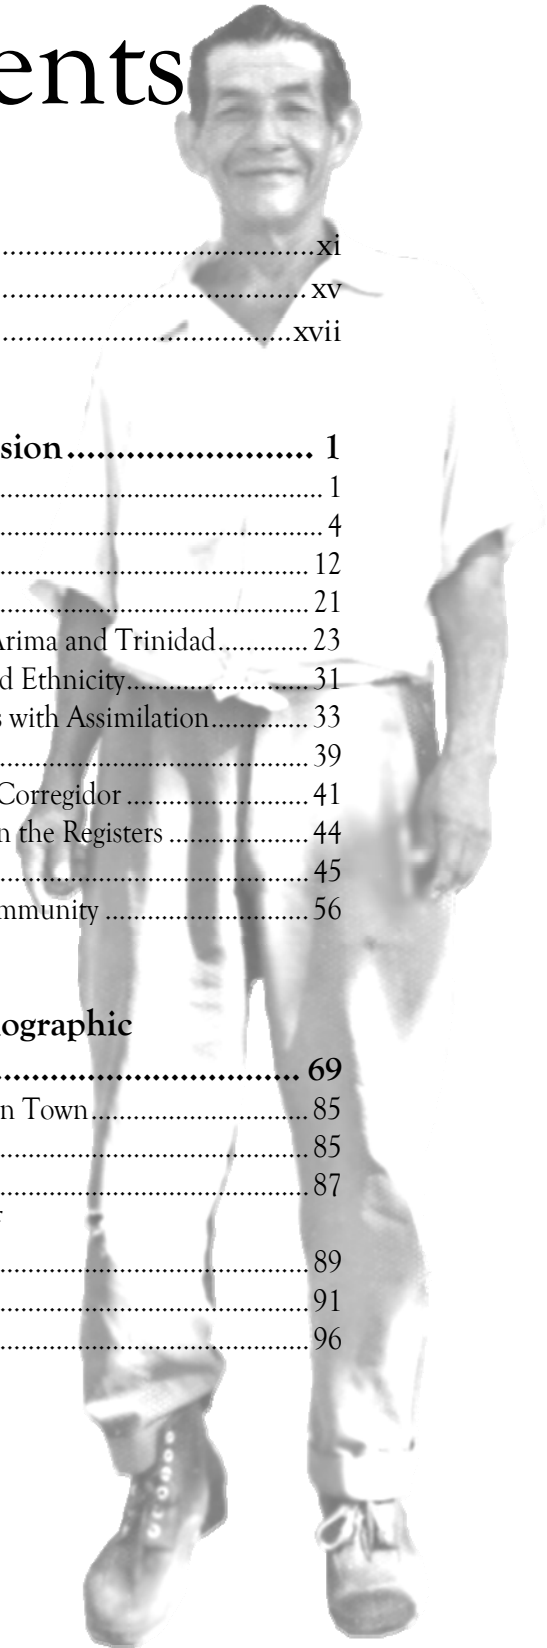 ents
....................................................xi
....................................................xv
....................................................xvii
sion........................ 1
.................................................... 1
.................................................... 4
.................................................... 12
.................................................... 21
Arima and Trinidad............ 23
d Ethnicity........................ 31
s with Assimilation............. 33
.................................................... 39
Corregidor ........................ 41
n the Registers .................. 44
.................................................... 45
mmunity .......................... 56
ographic
.................................................... 69
n Town............................. 85
.................................................... 85
.................................................... 87
.................................................... 89
.................................................... 91
.................................................... 96